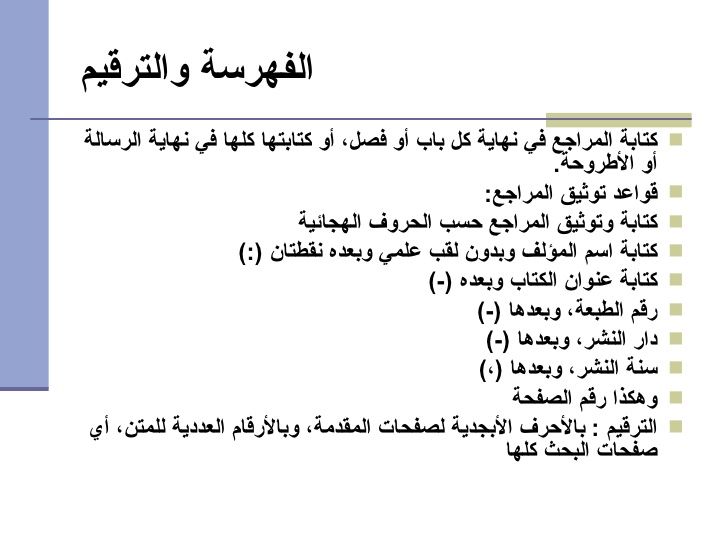 الفهرسة والترقيم
كتابة المراجع في نهاية كل باب أو فصل، أو كتابتها كلها في نهاية الرسالة
أو الأطروحة.
قواعد توثيق المراجع:
كتابة وتوثيق المراجع حسب الحروف الهجائية
كتابة اسم المؤلف وبدون لقب علمي وبعده نقطتان (:)
كتابة عنوان الكتاب وبعده (-)
رقم الطبعة، وبعدها (-)
دار النشر، وبعدها (-)
سنة النشر، وبعدها (،)
وهكذا رقم الصفحة
الترقيم : بالأحرف الأبجدية لصفحات المقدمة، وبالأرقام العددية للمتن، أي
صفحات البحث كلها